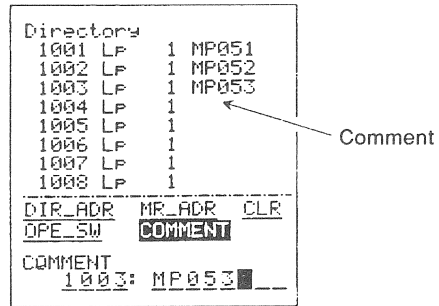 Directory
1001 Lp 1 MP051
1002 Lp 1 MP052
1003 Lp 1 MP053
1004 Lp 1
1005 Lp 1
1006 Lp 1
1007 Lp 1
1008 Lp 1
Comment
DIR_ADR MR_ADR CLR
OPE_SW COMMENT
COMMENT
1003: MP053